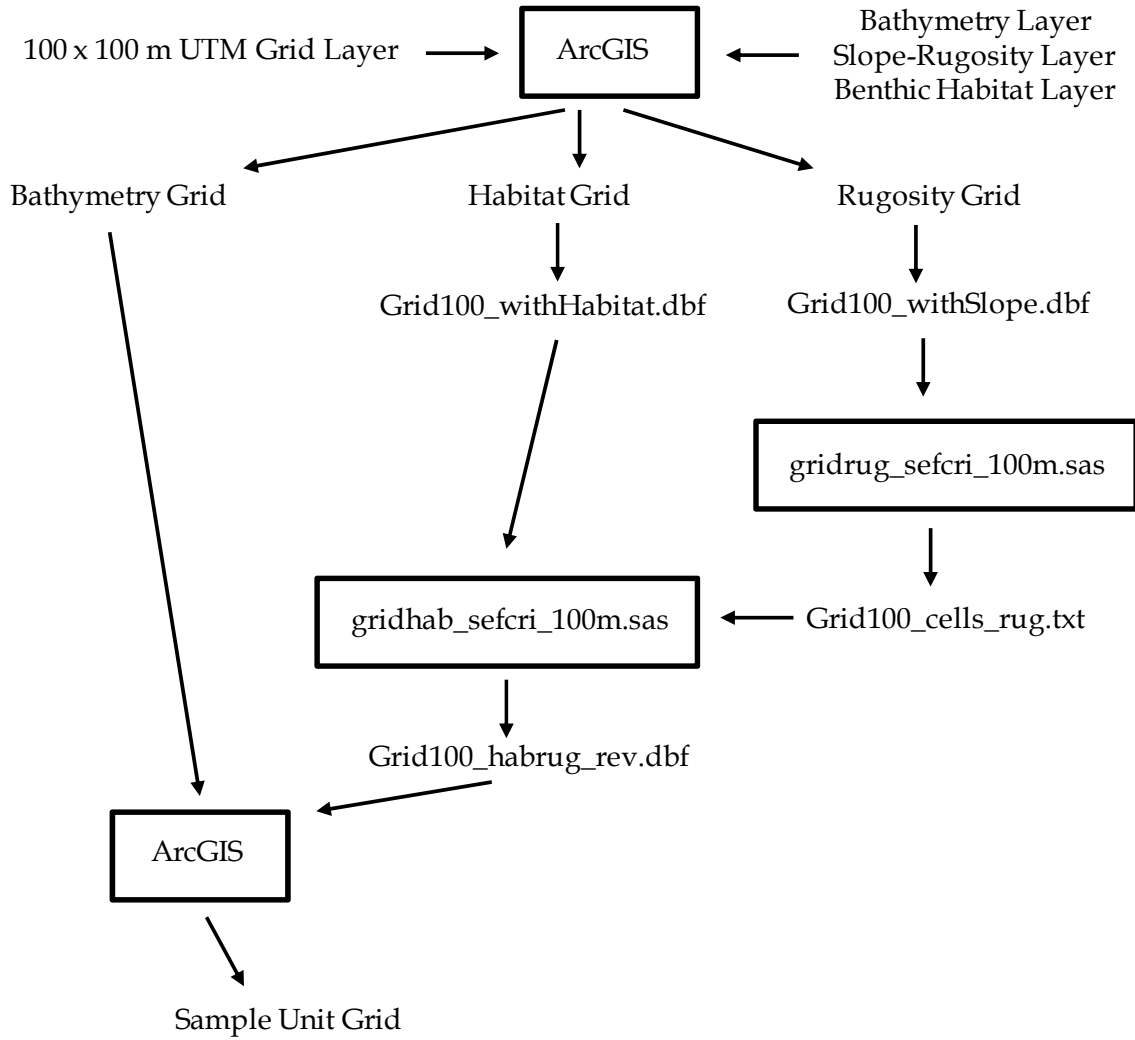 100 x 100 m UTM Grid Layer
ArcGIS
Bathymetry Layer
Slope-Rugosity Layer
Benthic Habitat Layer
Bathymetry Grid
Habitat Grid
Rugosity Grid
Grid100_withHabitat.dbf
Grid100_withSlope.dbf
gridrug_sefcri_100m.sas
gridhab_sefcri_100m.sas
Grid100_cells_rug.txt
Grid100_habrug_rev.dbf
ArcGIS
Sample Unit Grid